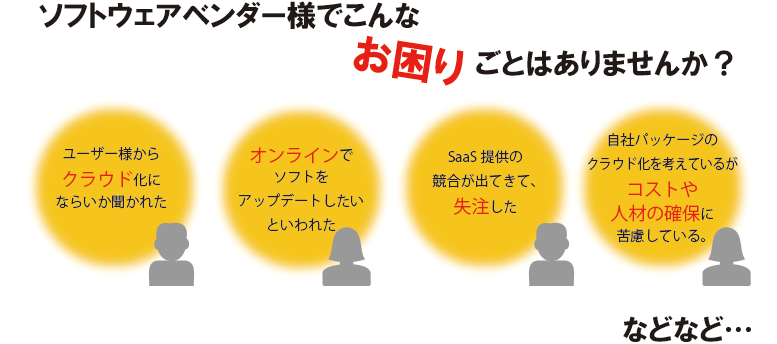 ソフトウェアベンダー様でこんな
お困りごとはありませんか？
ユーザー様から
クラウド化に
ならいか聞かれた
オンラインで
ソフトを
アップデートしたい
といわれた
SaaS 提供の
競合が出てきて、
失注した
自社パッケージの
クラウド化を考えているが
コストや
人材の確保に
苦慮している。
などなど…